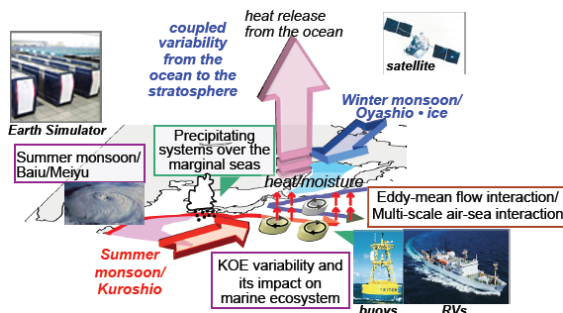 coupled
variability
from the
ocean to the
stratosphere
heat release
from the ocean
satellite
Earth Simulator
Winter monsoon/
Oyashio • ice
Precipitating
systems over the
marginal seas
Summer monsoon/
Baiu/Meiyu
heat/moisture
Eddy-mean flow interaction/
Multi-scale air-sea interaction
Summer
monsoon/
Kuroshio
KOE variability and
its impact on
marine ecosystem
TRITON
buoys
RVs